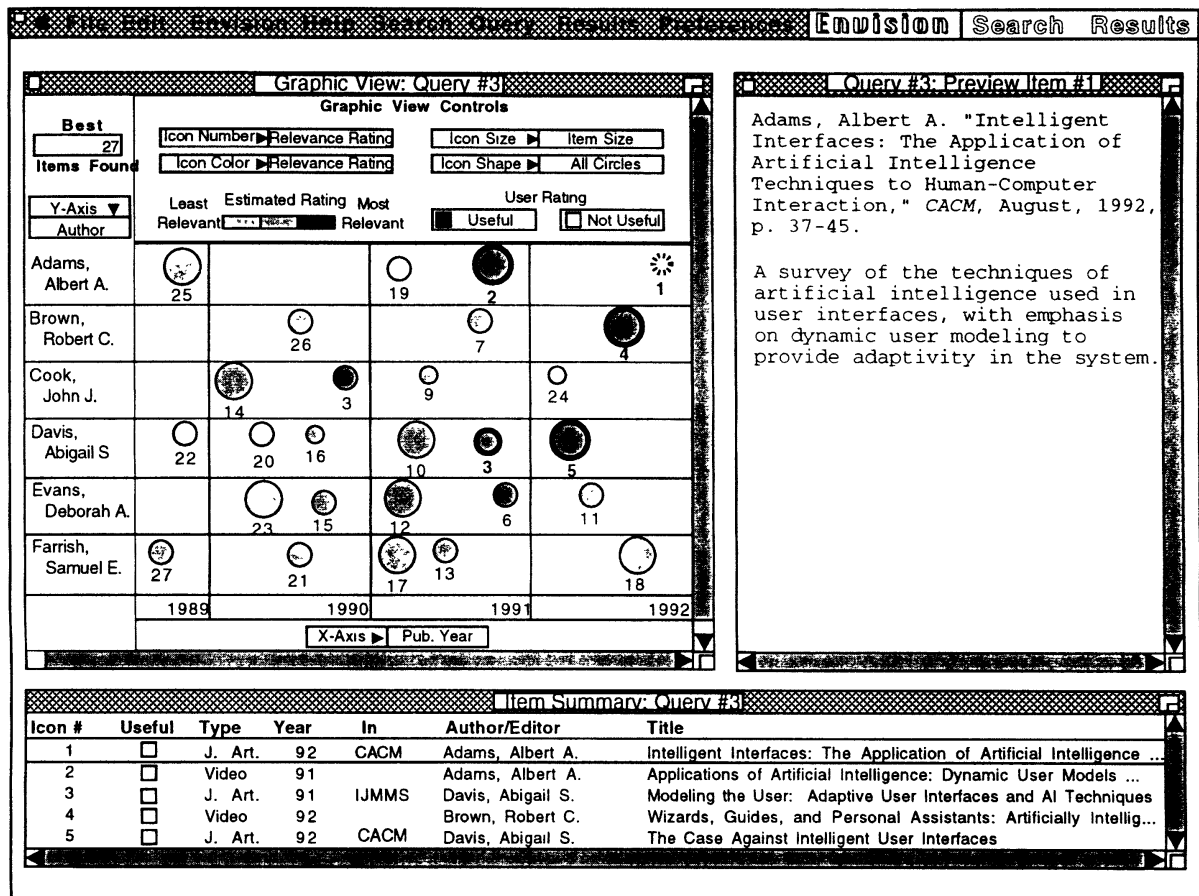 File Edit Envision Help Search Query Results Preferences Envision Search Results
Graphic View: Query #3
Graphic View Controls
Best
27
Items Found
Icon Number Relevance Rating Icon Size Item Size
Icon Color Relevance Rating Icon Shape All Circles
Y-Axis
Author
Least Relevant Estimated Rating Most Relevant
User Rating
Useful Not Useful
Adams, Albert A.
25 19 2 1
Brown, Robert C.
26 7 4
Cook, John J.
14 3 9 24
Davis, Abigail S
22 20 16 10 3 5
Evans, Deborah A.
23 15 12 6 11
Farrish, Samuel E.
27 21 17 13 18
1989 1990 1991 1992
X-Axis Pub. Year
Query #3: Preview Item #1
Adams, Albert A. "Intelligent
Interfaces: The Application of
Artificial Intelligence
Techniques to Human-Computer
Interaction," CACM, August, 1992,
p. 37-45.
A survey of the techniques of
artificial intelligence used in
user interfaces, with emphasis
on dynamic user modeling to
provide adaptivity in the system.
Item Summary: Query #3
Icon # Useful Type Year In Author/Editor Title
1 J. Art. 92 CACM Adams, Albert A. Intelligent Interfaces: The Application of Artificial Intelligence ...
2 Video 91 Adams, Albert A. Applications of Artificial Intelligence: Dynamic User Models ...
3 J. Art. 91 IJMMS Davis, Abigail S. Modeling the User: Adaptive User Interfaces and AI Techniques
4 Video 92 Brown, Robert C. Wizards, Guides, and Personal Assistants: Artificially Intellig...
5 J. Art. 92 CACM Davis, Abigail S. The Case Against Intelligent User Interfaces